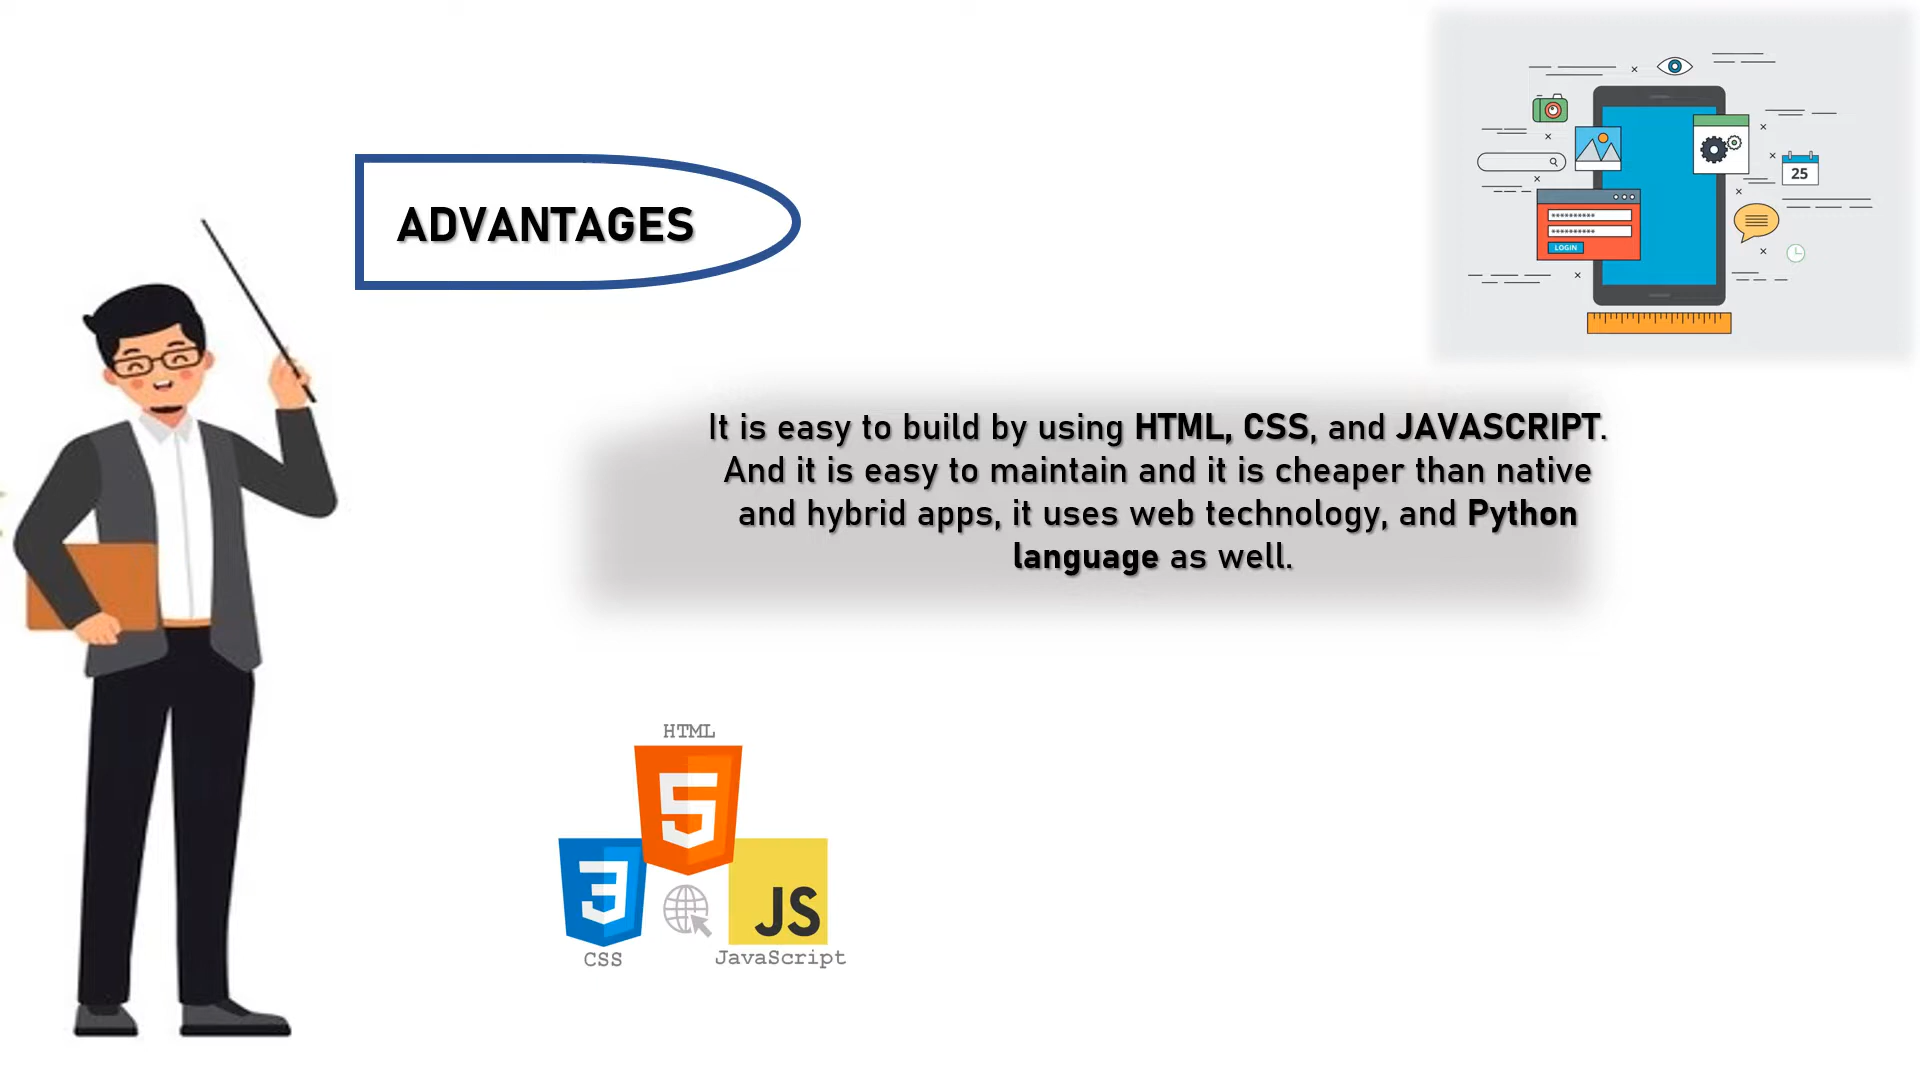 ADVANTAGES
25
**********
**********
LOGIN
It is easy to build by using HTML, CSS, and JAVASCRIPT.
And it is easy to maintain and it is cheaper than native
and hybrid apps, it uses web technology, and Python
language as well.
HTML
5
3
JS
CSS
JavaScript